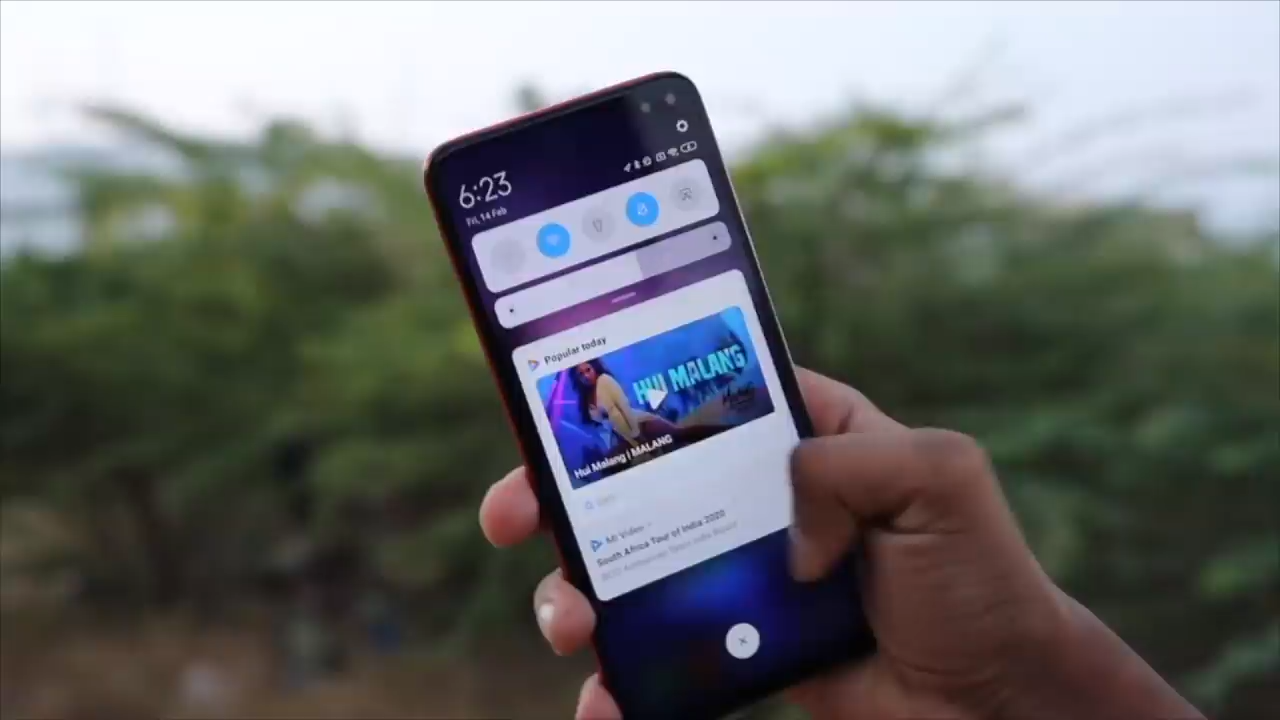 6:23
Fri, 14 Feb
Popular today
HUI MALANG
Hui Malang | MALANG
Mi Video
South Africa Tour of India 2020